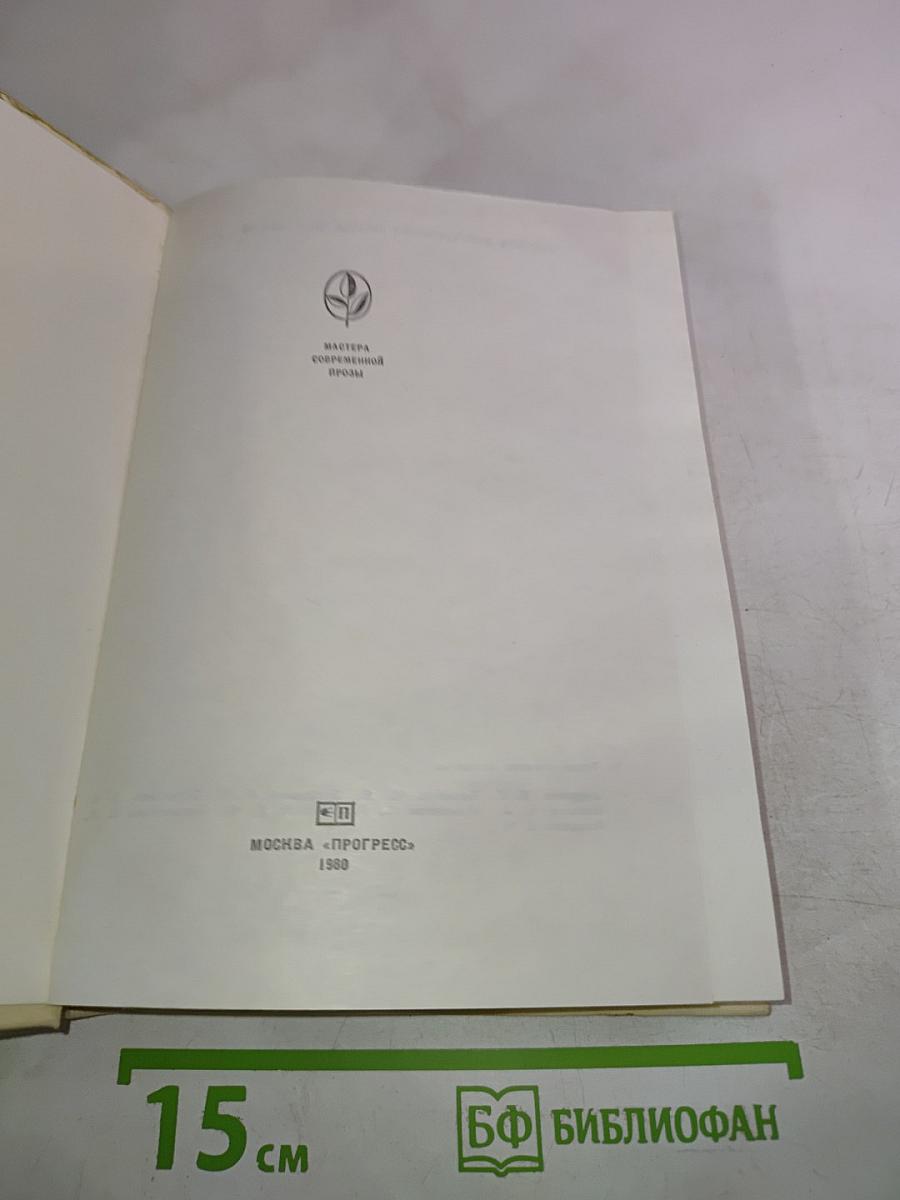 МАСТЕРА
СОВРЕМЕННОЙ
ПРОЗЫ
П
МОСКВА «ПРОГРЕСС»
1980
15 см
БФ БИБЛИОФАН